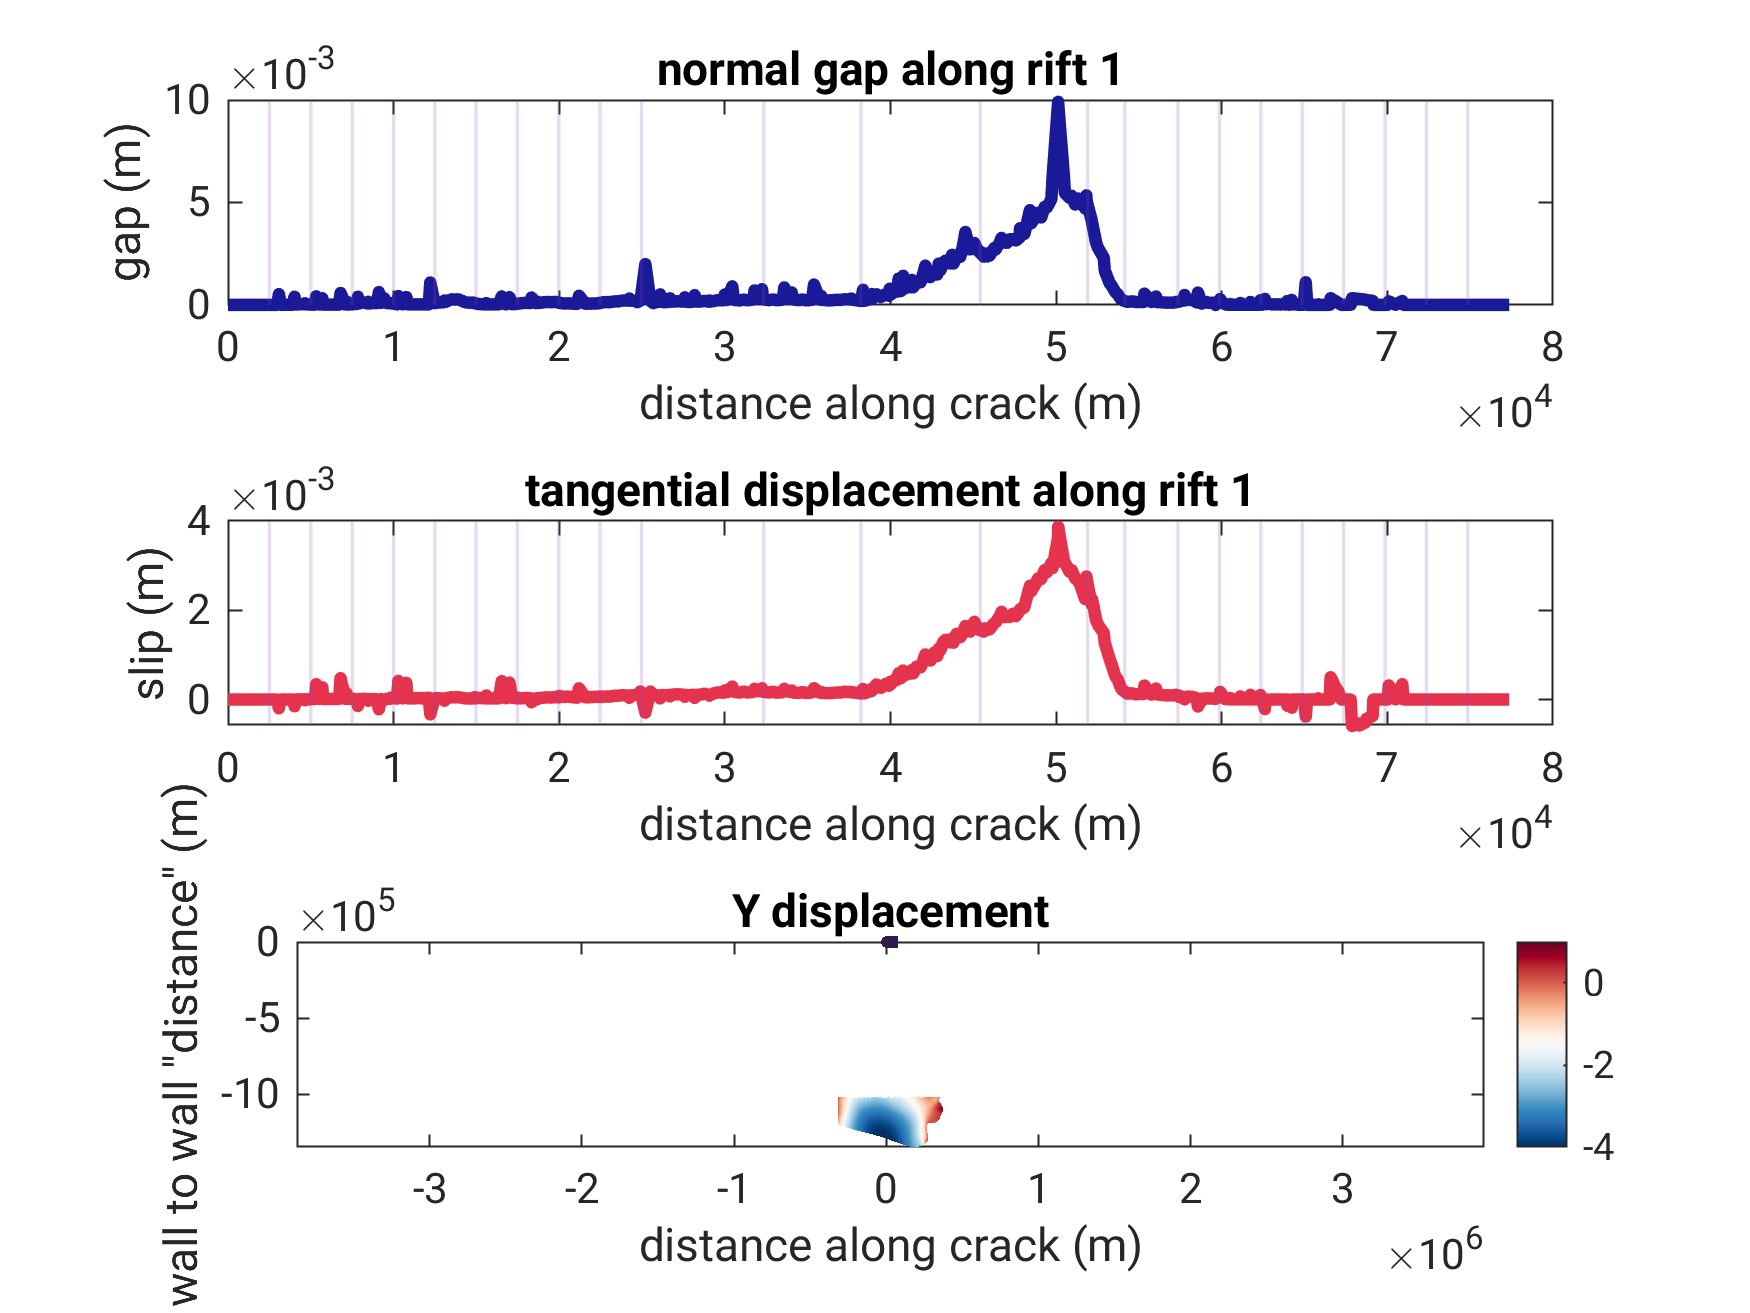 ×10⁻³
normal gap along rift 1
10
5
0
gap (m)
0 1 2 3 4 5 6 7 8
distance along crack (m)
×10⁴
×10⁻³
tangential displacement along rift 1
4
2
0
slip (m)
0 1 2 3 4 5 6 7 8
distance along crack (m)
×10⁴
×10⁵
Y displacement
0
-5
-10
wall to wall "distance" (m)
-3 -2 -1 0 1 2 3
distance along crack (m)
×10⁶
0
-2
-4